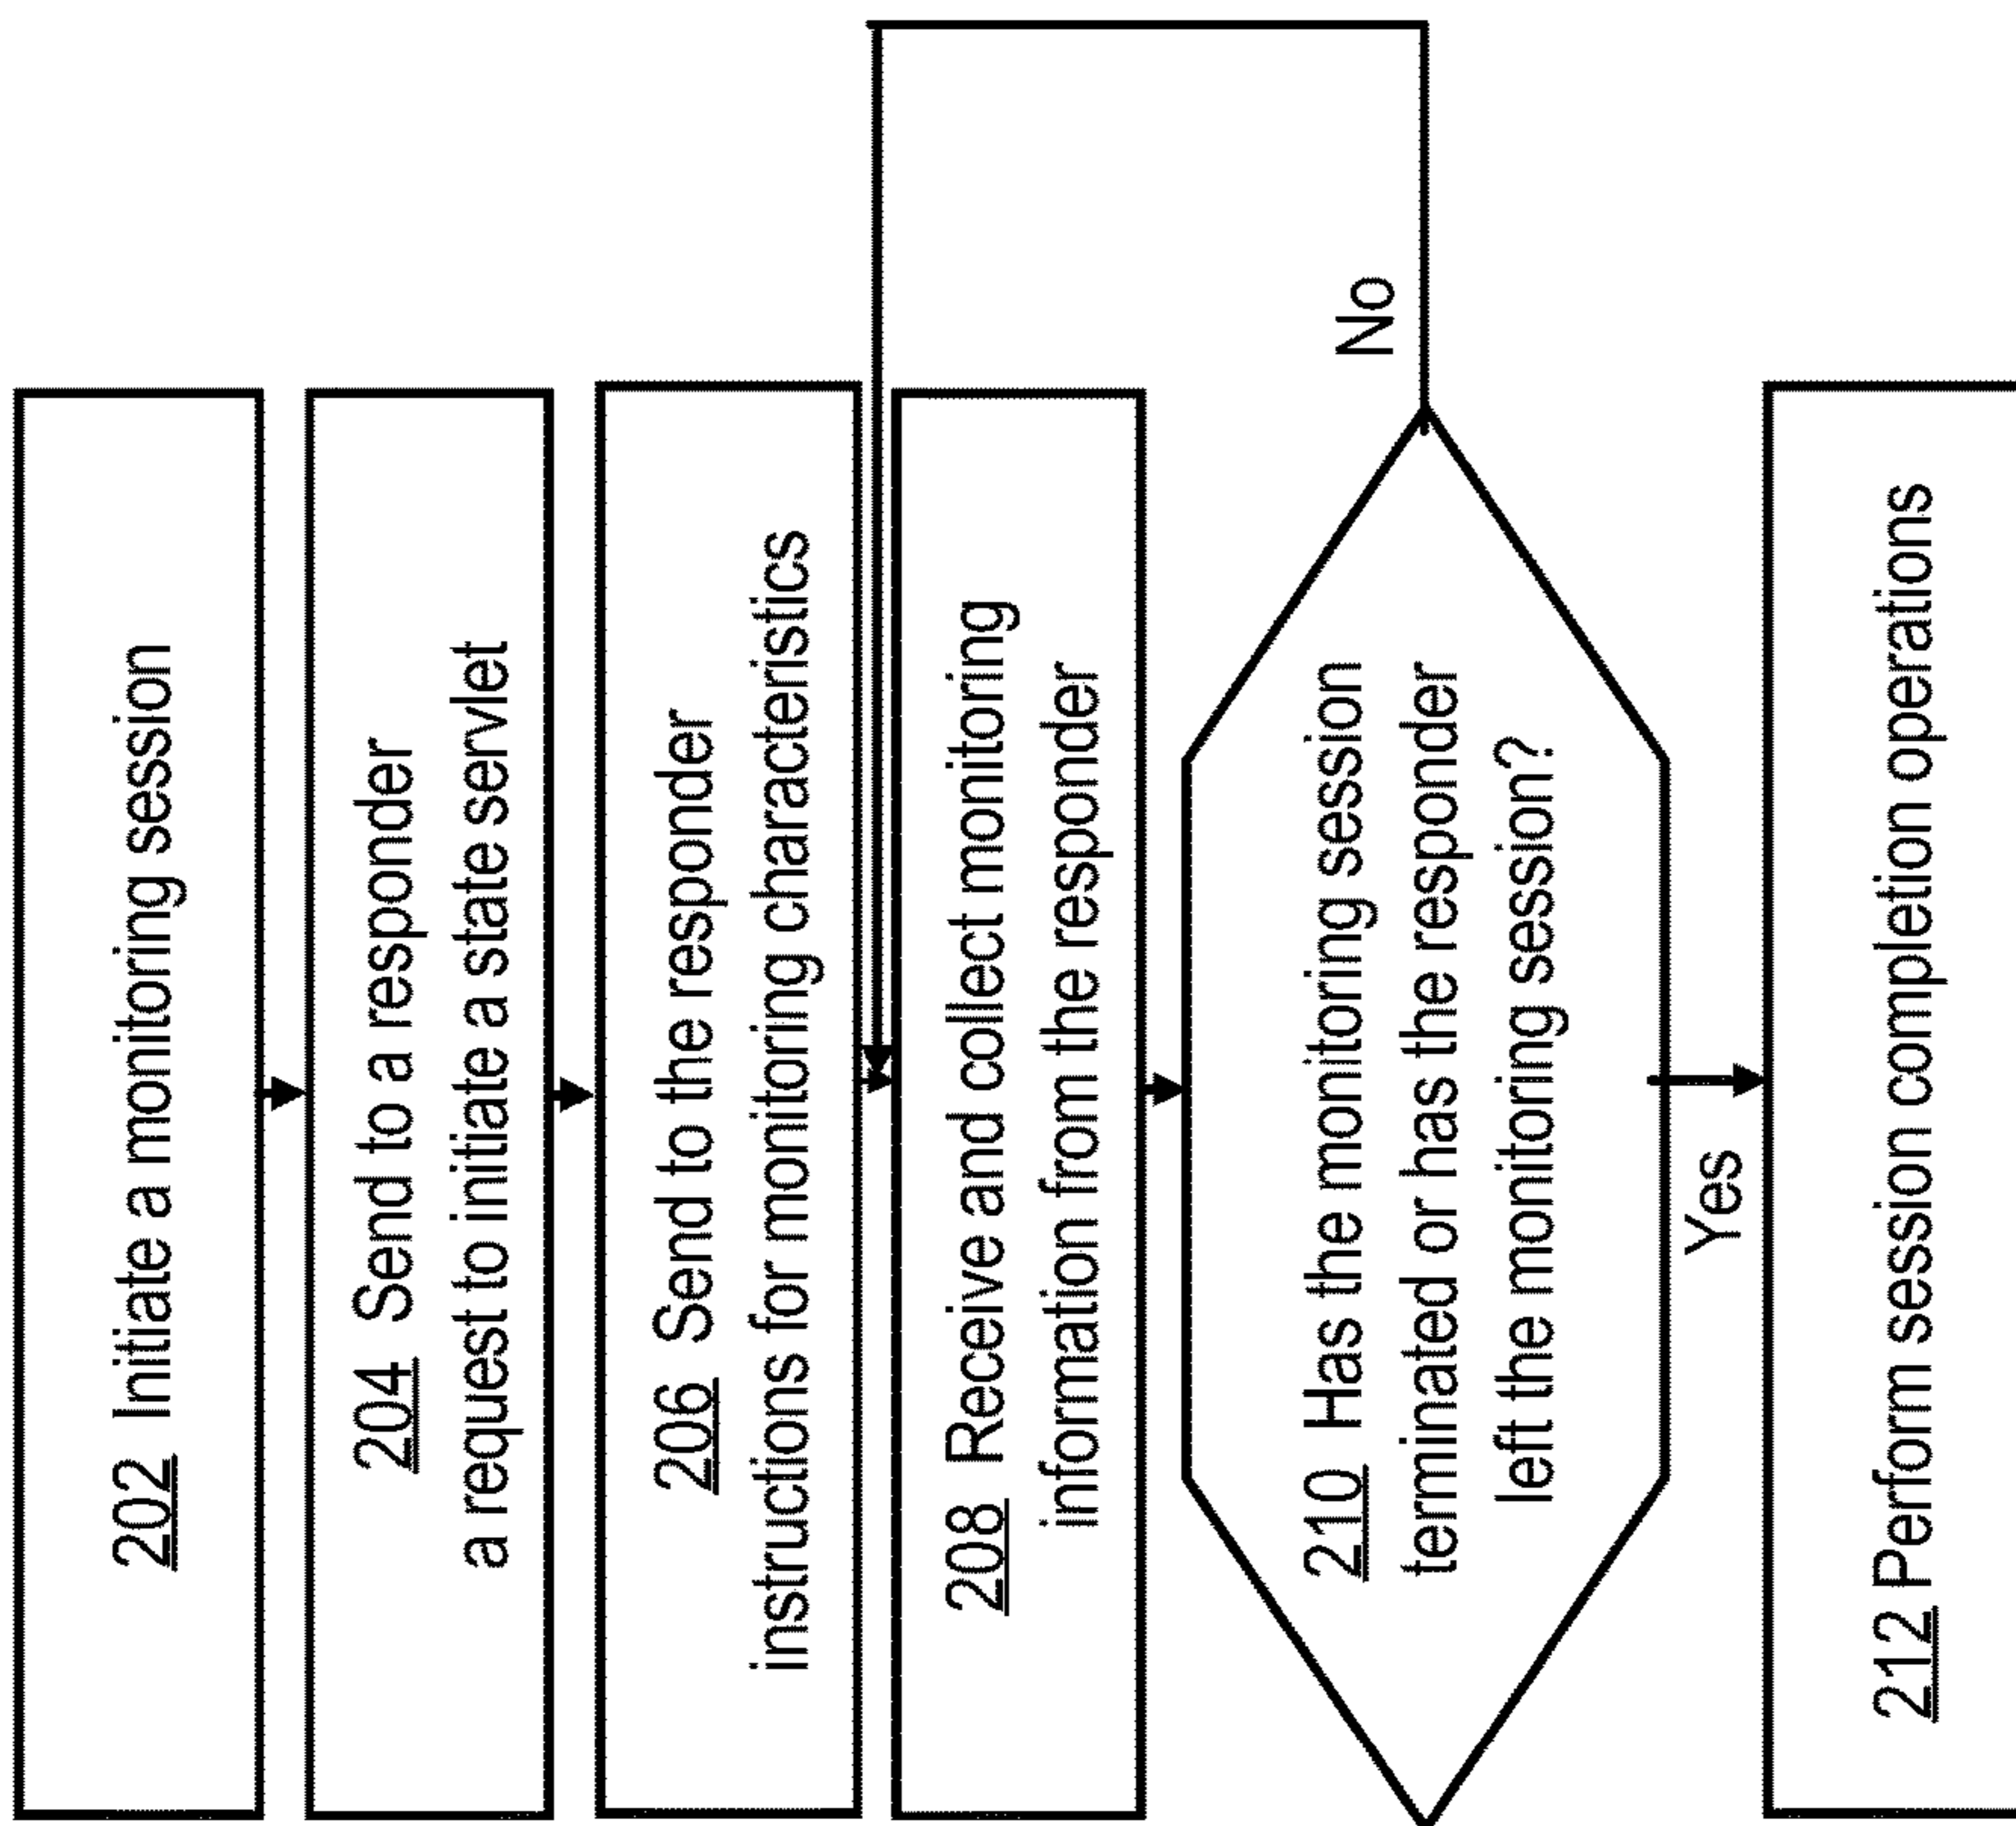 202 Initiate a monitoring session
204 Send to a responder
a request to initiate a state servlet
206 Send to the responder
instructions for monitoring characteristics
208 Receive and collect monitoring
information from the responder
210 Has the monitoring session
terminated or has the responder
left the monitoring session?
No
Yes
212 Perform session completion operations